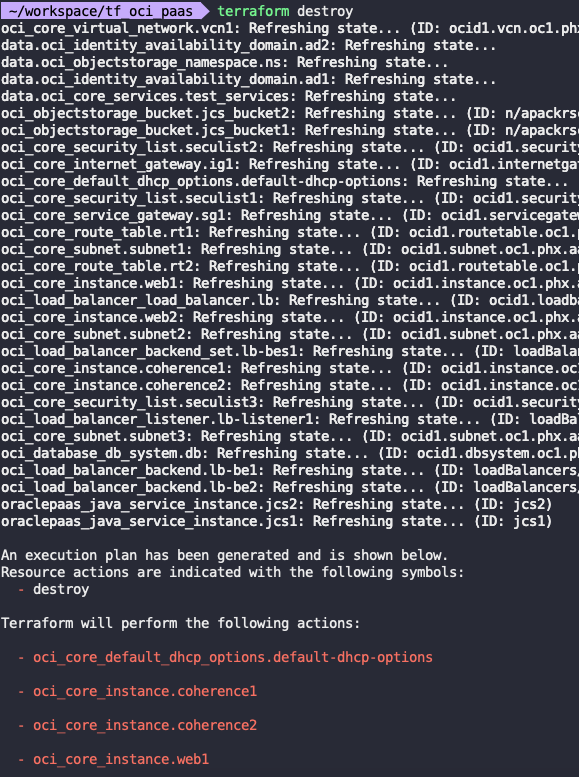 ~/workspace/tf_oci_paas terraform destroy
oci_core_virtual_network.vcn1: Refreshing state... (ID: ocid1.vcn.oc1.phx
data.oci_identity_availability_domain.ad2: Refreshing state...
data.oci_objectstorage_namespace.ns: Refreshing state...
data.oci_identity_availability_domain.ad1: Refreshing state...
data.oci_core_services.test_services: Refreshing state...
oci_objectstorage_bucket.jcs_bucket2: Refreshing state... (ID: n/apackrs
oci_objectstorage_bucket.jcs_bucket1: Refreshing state... (ID: n/apackrs
oci_core_security_list.seculist2: Refreshing state... (ID: ocid1.security
oci_core_internet_gateway.ig1: Refreshing state... (ID: ocid1.internetga
oci_core_default_dhcp_options.default-dhcp-options: Refreshing state...
oci_core_security_list.seculist1: Refreshing state... (ID: ocid1.security
oci_core_service_gateway.sg1: Refreshing state... (ID: ocid1.servicegatew
oci_core_route_table.rt1: Refreshing state... (ID: ocid1.routetable.oc1.p
oci_core_subnet.subnet1: Refreshing state... (ID: ocid1.subnet.oc1.phx.aa
oci_core_route_table.rt2: Refreshing state... (ID: ocid1.routetable.oc1.p
oci_core_instance.web1: Refreshing state... (ID: ocid1.instance.oc1.phx.a
oci_load_balancer_load_balancer.lb: Refreshing state... (ID: ocid1.loadba
oci_core_instance.web2: Refreshing state... (ID: ocid1.instance.oc1.phx.a
oci_core_subnet.subnet2: Refreshing state... (ID: ocid1.subnet.oc1.phx.aa
oci_load_balancer_backend_set.lb-bes1: Refreshing state... (ID: loadBalan
oci_core_instance.coherence1: Refreshing state... (ID: ocid1.instance.oc1
oci_core_instance.coherence2: Refreshing state... (ID: ocid1.instance.oc1
oci_core_security_list.seculist3: Refreshing state... (ID: ocid1.security
oci_load_balancer_listener.lb-listener1: Refreshing state... (ID: loadBa
oci_core_subnet.subnet3: Refreshing state... (ID: ocid1.subnet.oc1.phx.aa
oci_database_db_system.db: Refreshing state... (ID: ocid1.dbsystem.oc1.ph
oci_load_balancer_backend.lb-be1: Refreshing state... (ID: loadBalancers/
oci_load_balancer_backend.lb-be2: Refreshing state... (ID: loadBalancers/
oraclepaas_java_service_instance.jcs2: Refreshing state... (ID: jcs2)
oraclepaas_java_service_instance.jcs1: Refreshing state... (ID: jcs1)
An execution plan has been generated and is shown below.
Resource actions are indicated with the following symbols:
- destroy
Terraform will perform the following actions:
- oci_core_default_dhcp_options.default-dhcp-options
- oci_core_instance.coherence1
- oci_core_instance.coherence2
- oci_core_instance.web1